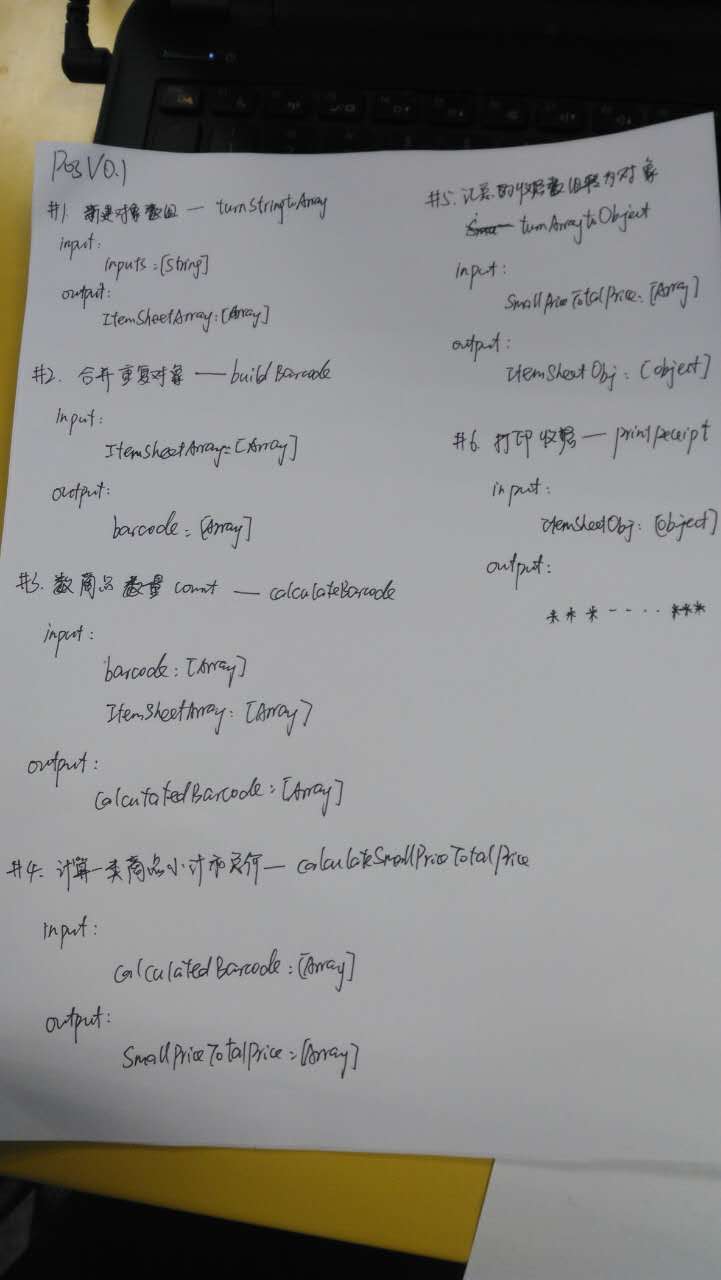 Pos V0.1
#1. 新建对象数组 — turnStringtoArray
input:
inputs:[String]
output:
ItemSheetArray:[Array]
#2. 合并重复对象 — buildBarcode
input:
ItemSheetArray:[Array]
output:
barcode:[Array]
#3. 数商品数量 count — calculateBarcode
input:
barcode:[Array]
ItemSheetArray:[Array]
output:
CalculatedBarcode:[Array]
#4. 计算一类商品小计和总价 — calculateSmallPriceTotalPrice
input:
CalculatedBarcode:[Array]
output:
SmallPriceTotalPrice:[Array]
#5. 的收据数组转为对象
turnArraytoObject
input:
SmallPriceTotalPrice:[Array]
output:
ItemSheetObj:[object]
#6. 打印收据 — printReceipt
input:
itemSheetObj:[object]
output:
* * * - - · · * * *